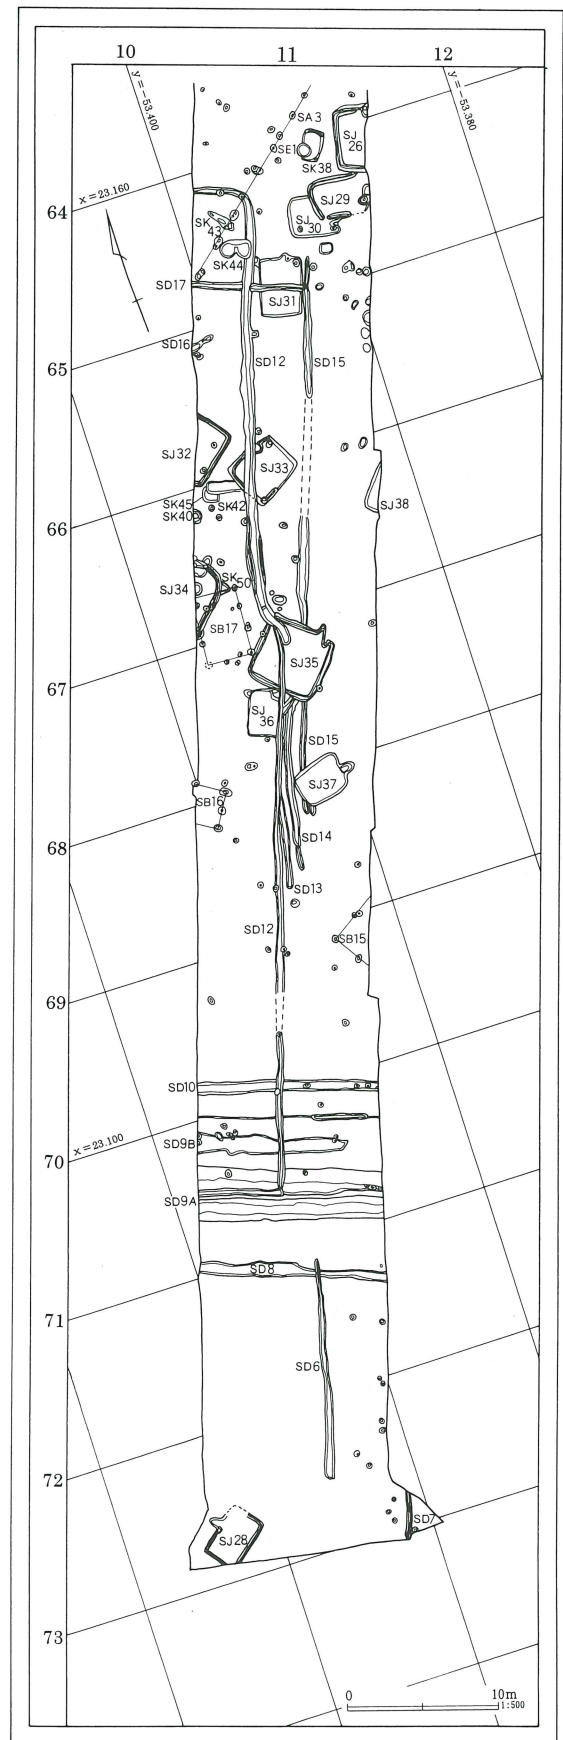 10
11
12
y=-53.400
y=-53.380
SA3
SJ
26
SE1
SK38
x=23.160
SJ29
64
SJ
30
SK
43
SK44
SD17
SJ31
SD16
SD12
SD15
65
SJ32
SJ33
SK45
SK42
SJ38
SK40
66
SJ34
SK
50
SB17
SJ35
67
SJ
36
SD15
SJ37
SB16
SD14
68
SD13
SD12
SB15
69
SD10
SD9B
x=23.100
70
SD9A
SD8
71
SD6
72
SD7
SJ28
73
0
10m
1:500